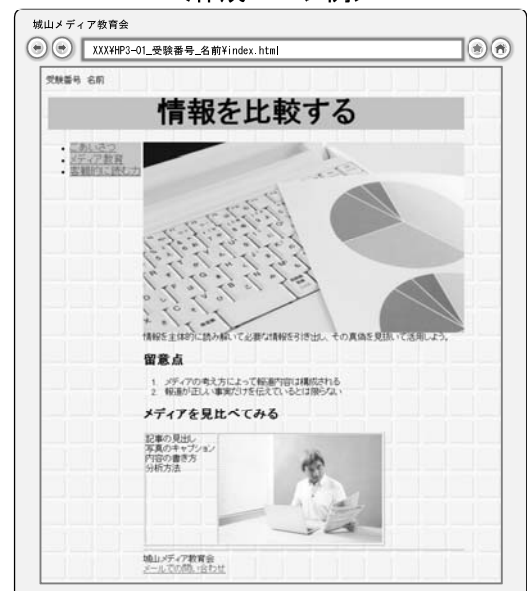 城山メディア教育会
XXX¥HP3-01_受験番号_名前¥index.html
受験番号 名前
情報を比較する
ごあいさつ
メディア教育
客観的に読む力
情報を主体的に読み解いて必要な情報を引き出し、その真偽を見抜いて活用しよう。
留意点
1. メディアの考え方によって報道内容は構成される
2. 報道が正しい事実だけを伝えているとは限らない
メディアを見比べてみる
記事の見出し
写真のキャプション
内容の書き方
分析方法
城山メディア教育会
メールでの問い合わせ